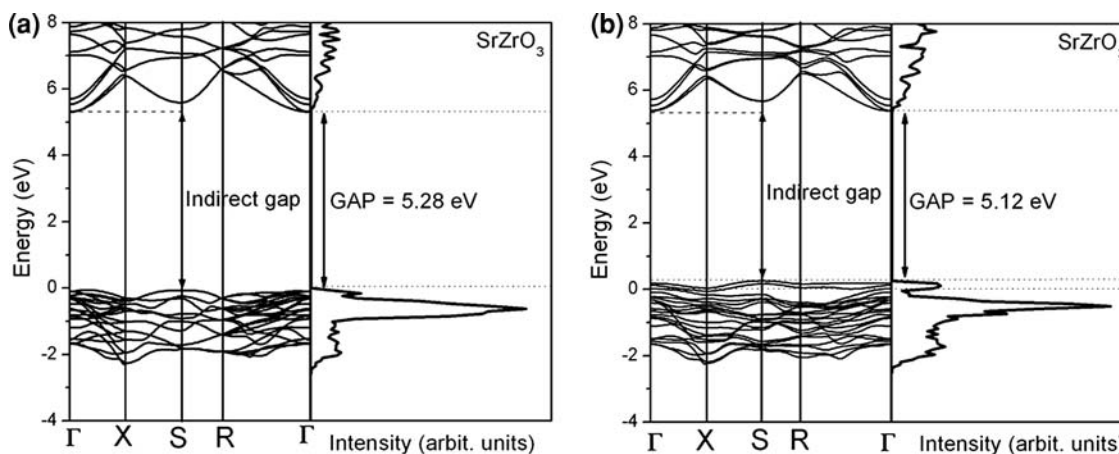 (a)
8
6
4
2
0
-2
-4
Energy (eV)
SrZrO₃
Indirect gap
GAP = 5.28 eV
Γ X S R Γ
Intensity (arbit. units)
(b)
8
6
4
2
0
-2
-4
Energy (eV)
SrZrO
Indirect gap
GAP = 5.12 eV
Γ X S R Γ
Intensity (arbit. units